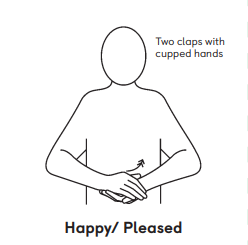 Two claps with
cupped hands
Happy/ Pleased